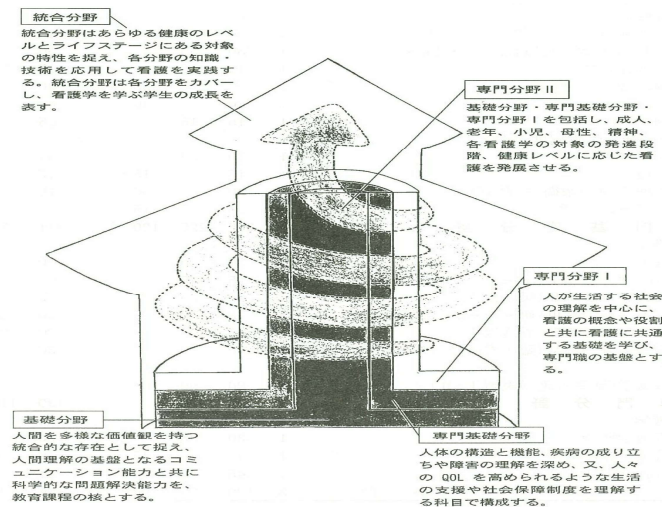 統合分野
統合分野はあらゆる健康のレベ
ルとライフステージにある対象
の特性を捉え、各分野の知識・
技術を応用して看護を実践す
る。統合分野は各分野をカバー
し、看護学を学ぶ学生の成長を
表す。
専門分野Ⅱ
基礎分野・専門基礎分野・
専門分野Ⅰを包括し、成人、
老年、小児、母性、精神、
各看護学の対象の発達段
階、健康レベルに応じた看
護を発展させる。
専門分野Ⅰ
人が生活する社会
の理解を中心に、
看護の概念や役割
と共に看護に共通
する基礎を学び、
専門職の基盤とす
る。
基礎分野
人間を多様な価値観を持つ
統合的な存在として捉え、
人間理解の基盤となるコミ
ュニケーション能力と共に
科学的な問題解決能力を、
教育課程の核とする。
専門基礎分野
人体の構造と機能、疾病の成り立
ちや障害の理解を深め、又、人々
の QOL を高められるような生活
の支援や社会保障制度を理解す
る科目で構成する。